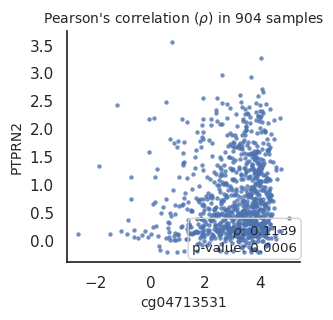 Pearson's correlation (ρ) in 904 samples
3.5
3.0
2.5
2.0
1.5
1.0
0.5
0.0
PTPRN2
ρ: 0.1139
p-value: 0.0006
−2 0 2 4
cg04713531